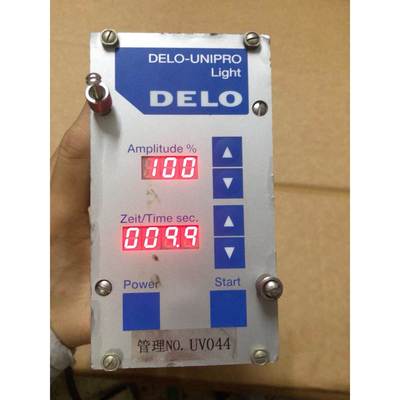 DELO-UNIPRO
Light
DELO
Amplitude %
100
Zeit/Time sec.
009.9
Power
Start
管理NO. UV044